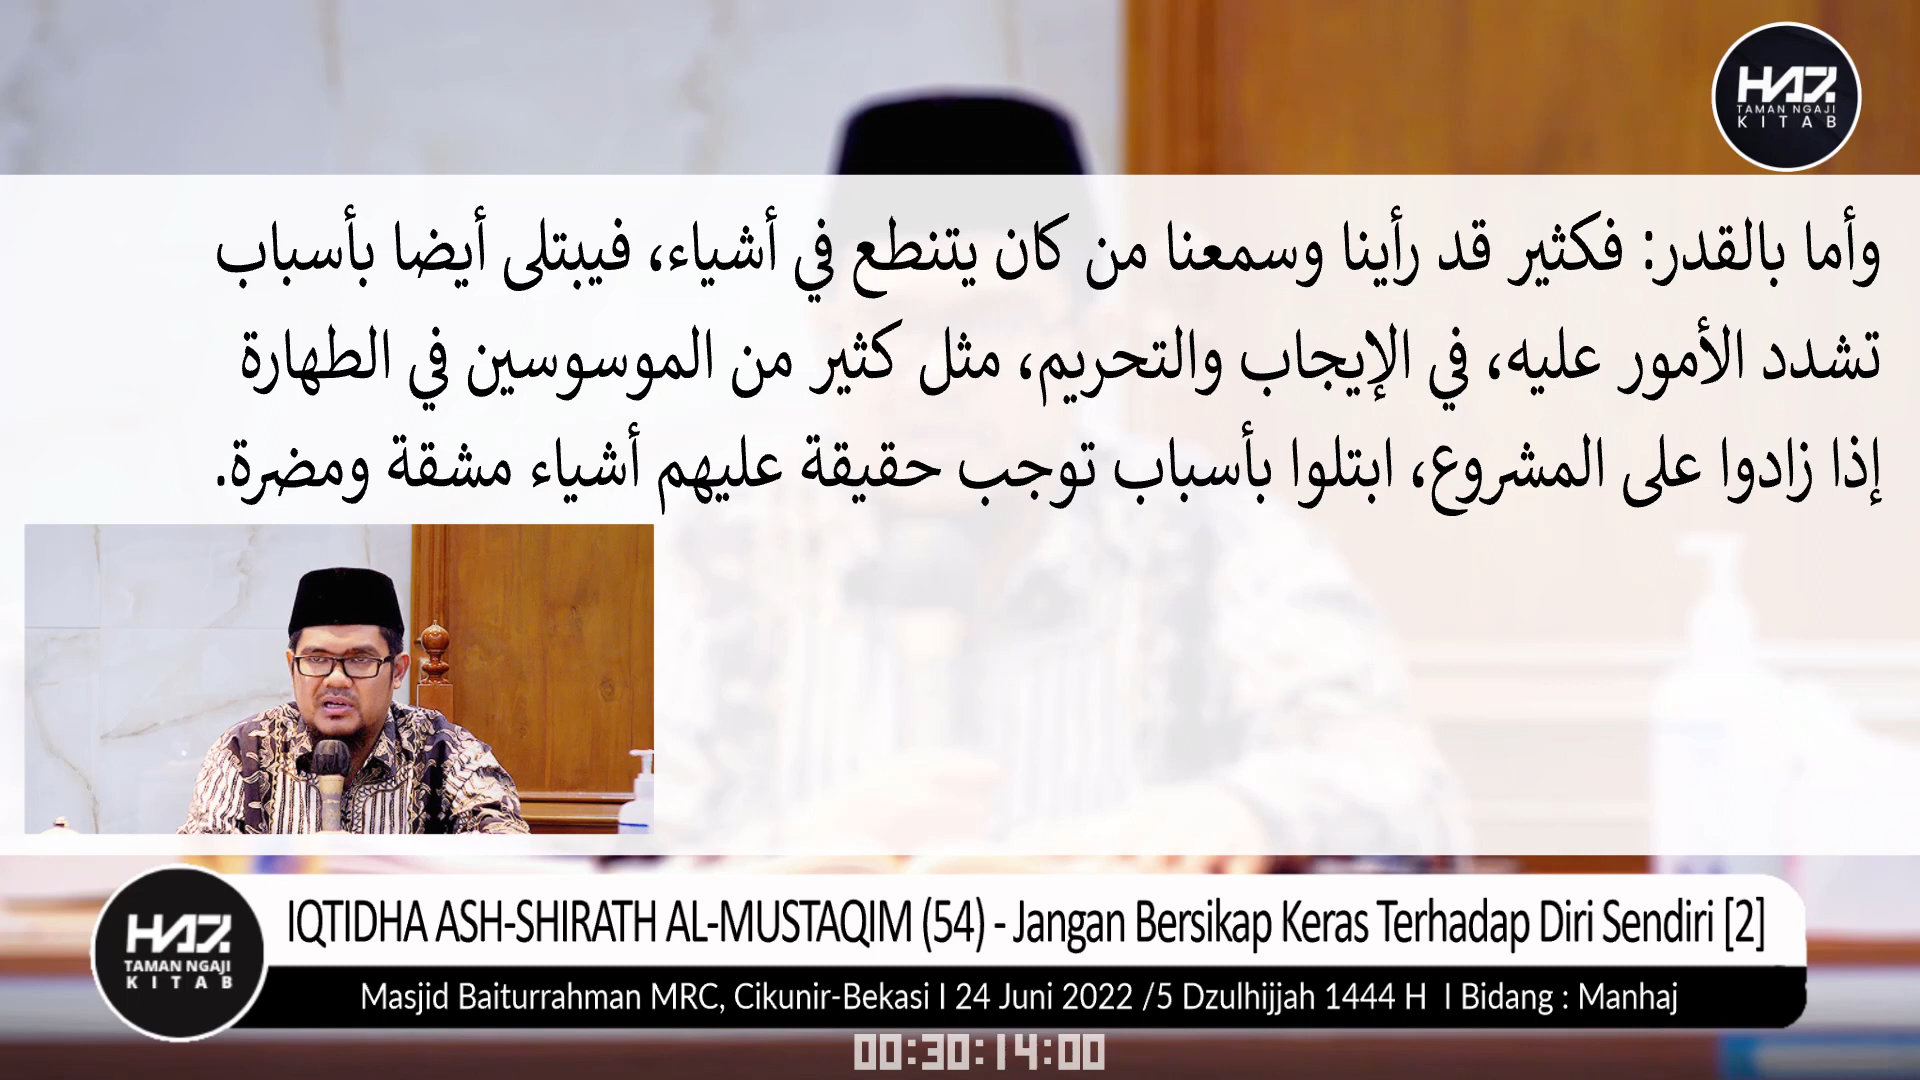 HAZ
TAMAN NGAJI
KITAB
وأما بالقدر: فكثير قد رأينا وسمعنا من كان يتنطع في أشياء، فيبتلى أيضا بأسباب
تشدد الأمور عليه، في الإيجاب والتحريم، مثل كثير من الموسوسين في الطهارة
إذا زادوا على المشروع، ابتلوا بأسباب توجب حقيقة عليهم أشياء مشقة ومضرة.
HAZ
TAMAN NGAJI
KITAB
IQTIDHA ASH-SHIRATH AL-MUSTAQIM (54) - Jangan Bersikap Keras Terhadap Diri Sendiri [2]
Masjid Baiturrahman MRC, Cikunir-Bekasi I 24 Juni 2022 /5 Dzulhijjah 1444 H I Bidang : Manhaj
00:30:14:00